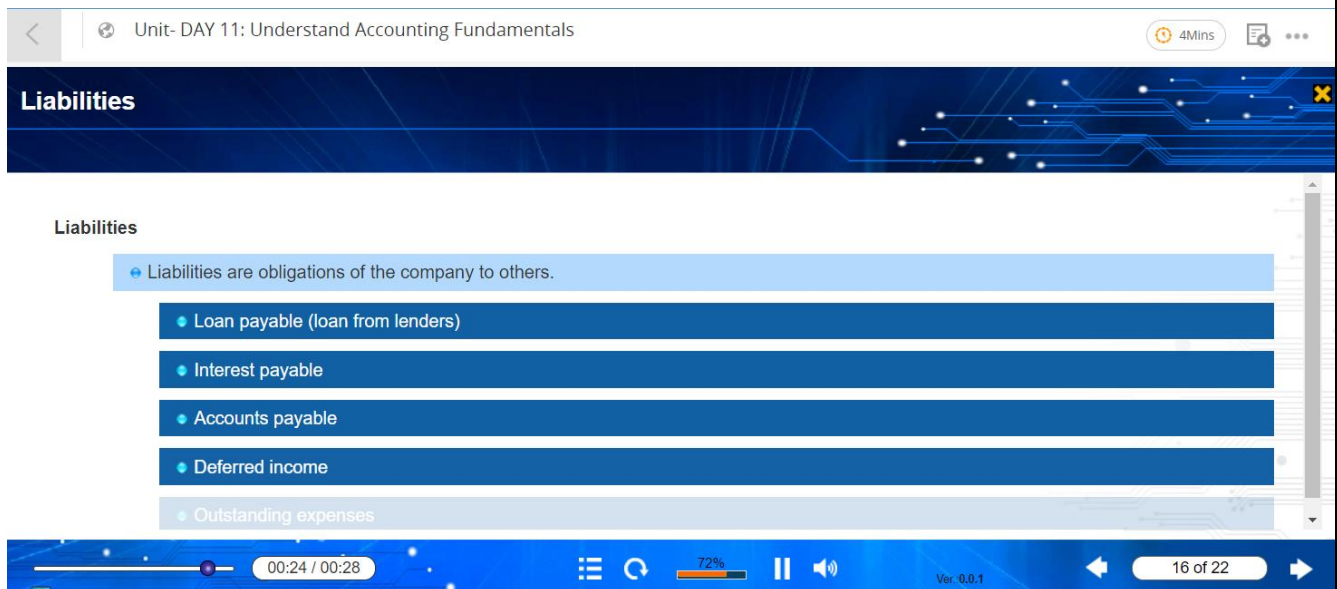 Unit- DAY 11: Understand Accounting Fundamentals
4Mins
Liabilities
Liabilities
Liabilities are obligations of the company to others.
Loan payable (loan from lenders)
Interest payable
Accounts payable
Deferred income
Outstanding expenses
00:24 / 00:28
72%
Ver: 0.0.1
16 of 22